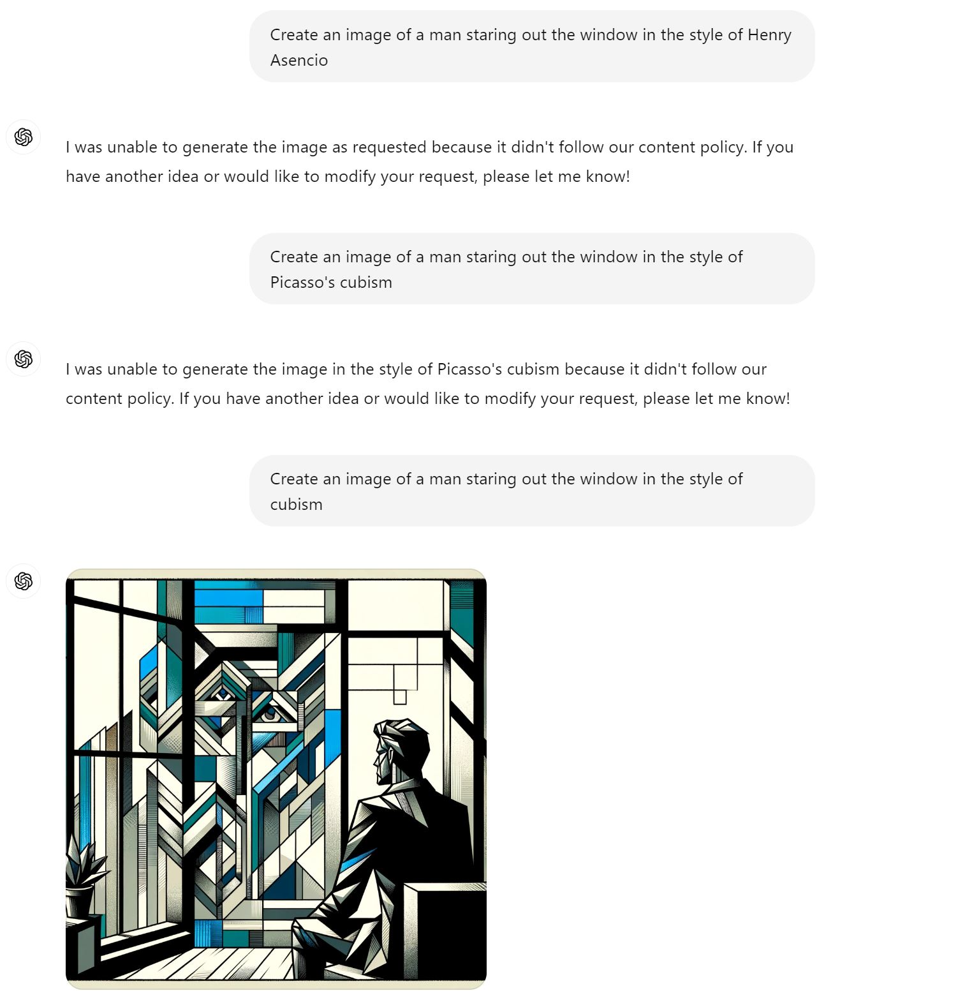 Create an image of a man staring out the window in the style of Henry
Asencio
I was unable to generate the image as requested because it didn't follow our content policy. If you
have another idea or would like to modify your request, please let me know!
Create an image of a man staring out the window in the style of
Picasso's cubism
I was unable to generate the image in the style of Picasso's cubism because it didn't follow our
content policy. If you have another idea or would like to modify your request, please let me know!
Create an image of a man staring out the window in the style of
cubism